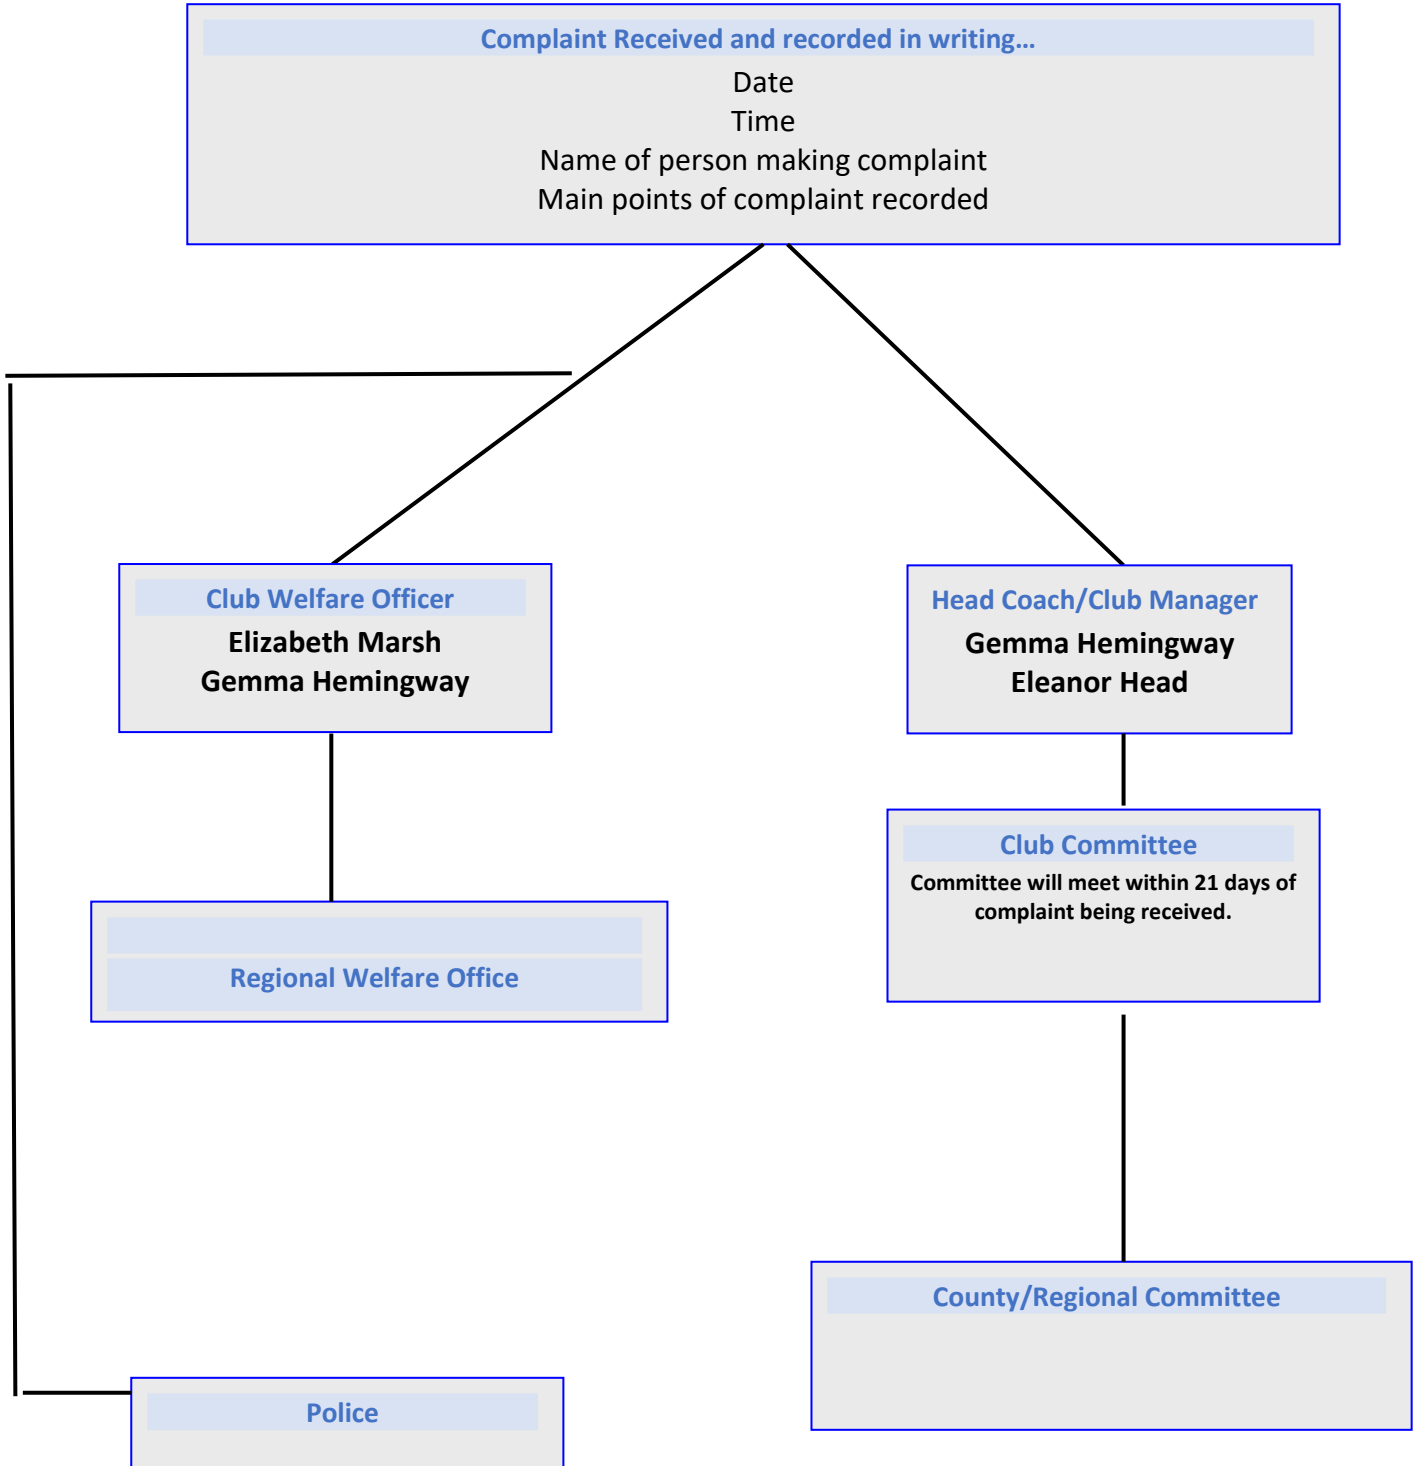 Complaint Received and recorded in writing…
Date
Time
Name of person making complaint
Main points of complaint recorded
Club Welfare Officer
Elizabeth Marsh
Gemma Hemingway
Head Coach/Club Manager
Gemma Hemingway
Eleanor Head
Club Committee
Committee will meet within 21 days of
complaint being received.
Regional Welfare Office
County/Regional Committee
Police